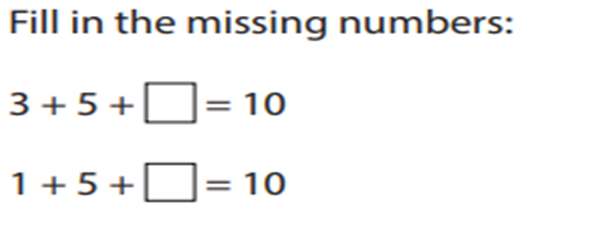 Fill in the missing numbers:
3 + 5 + □ = 10
1 + 5 + □ = 10